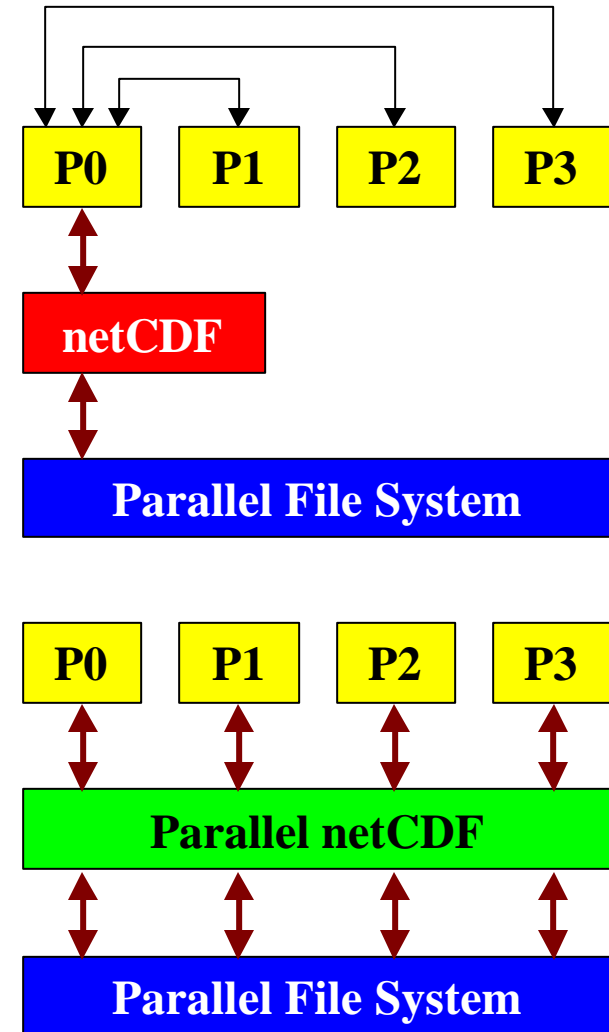 P0 P1 P2 P3
netCDF
Parallel File System
P0 P1 P2 P3
Parallel netCDF
Parallel File System